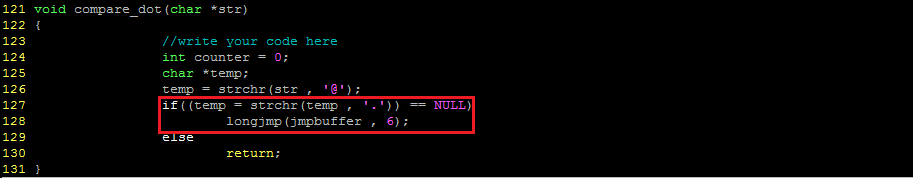 121 void compare_dot(char *str)
122 {
123 //write your code here
124 int counter = 0;
125 char *temp;
126 temp = strchr(str , '@');
127 if((temp = strchr(temp , '.')) == NULL)
128 longjmp(jmpbuffer , 6);
129 else
130 return;
131 }